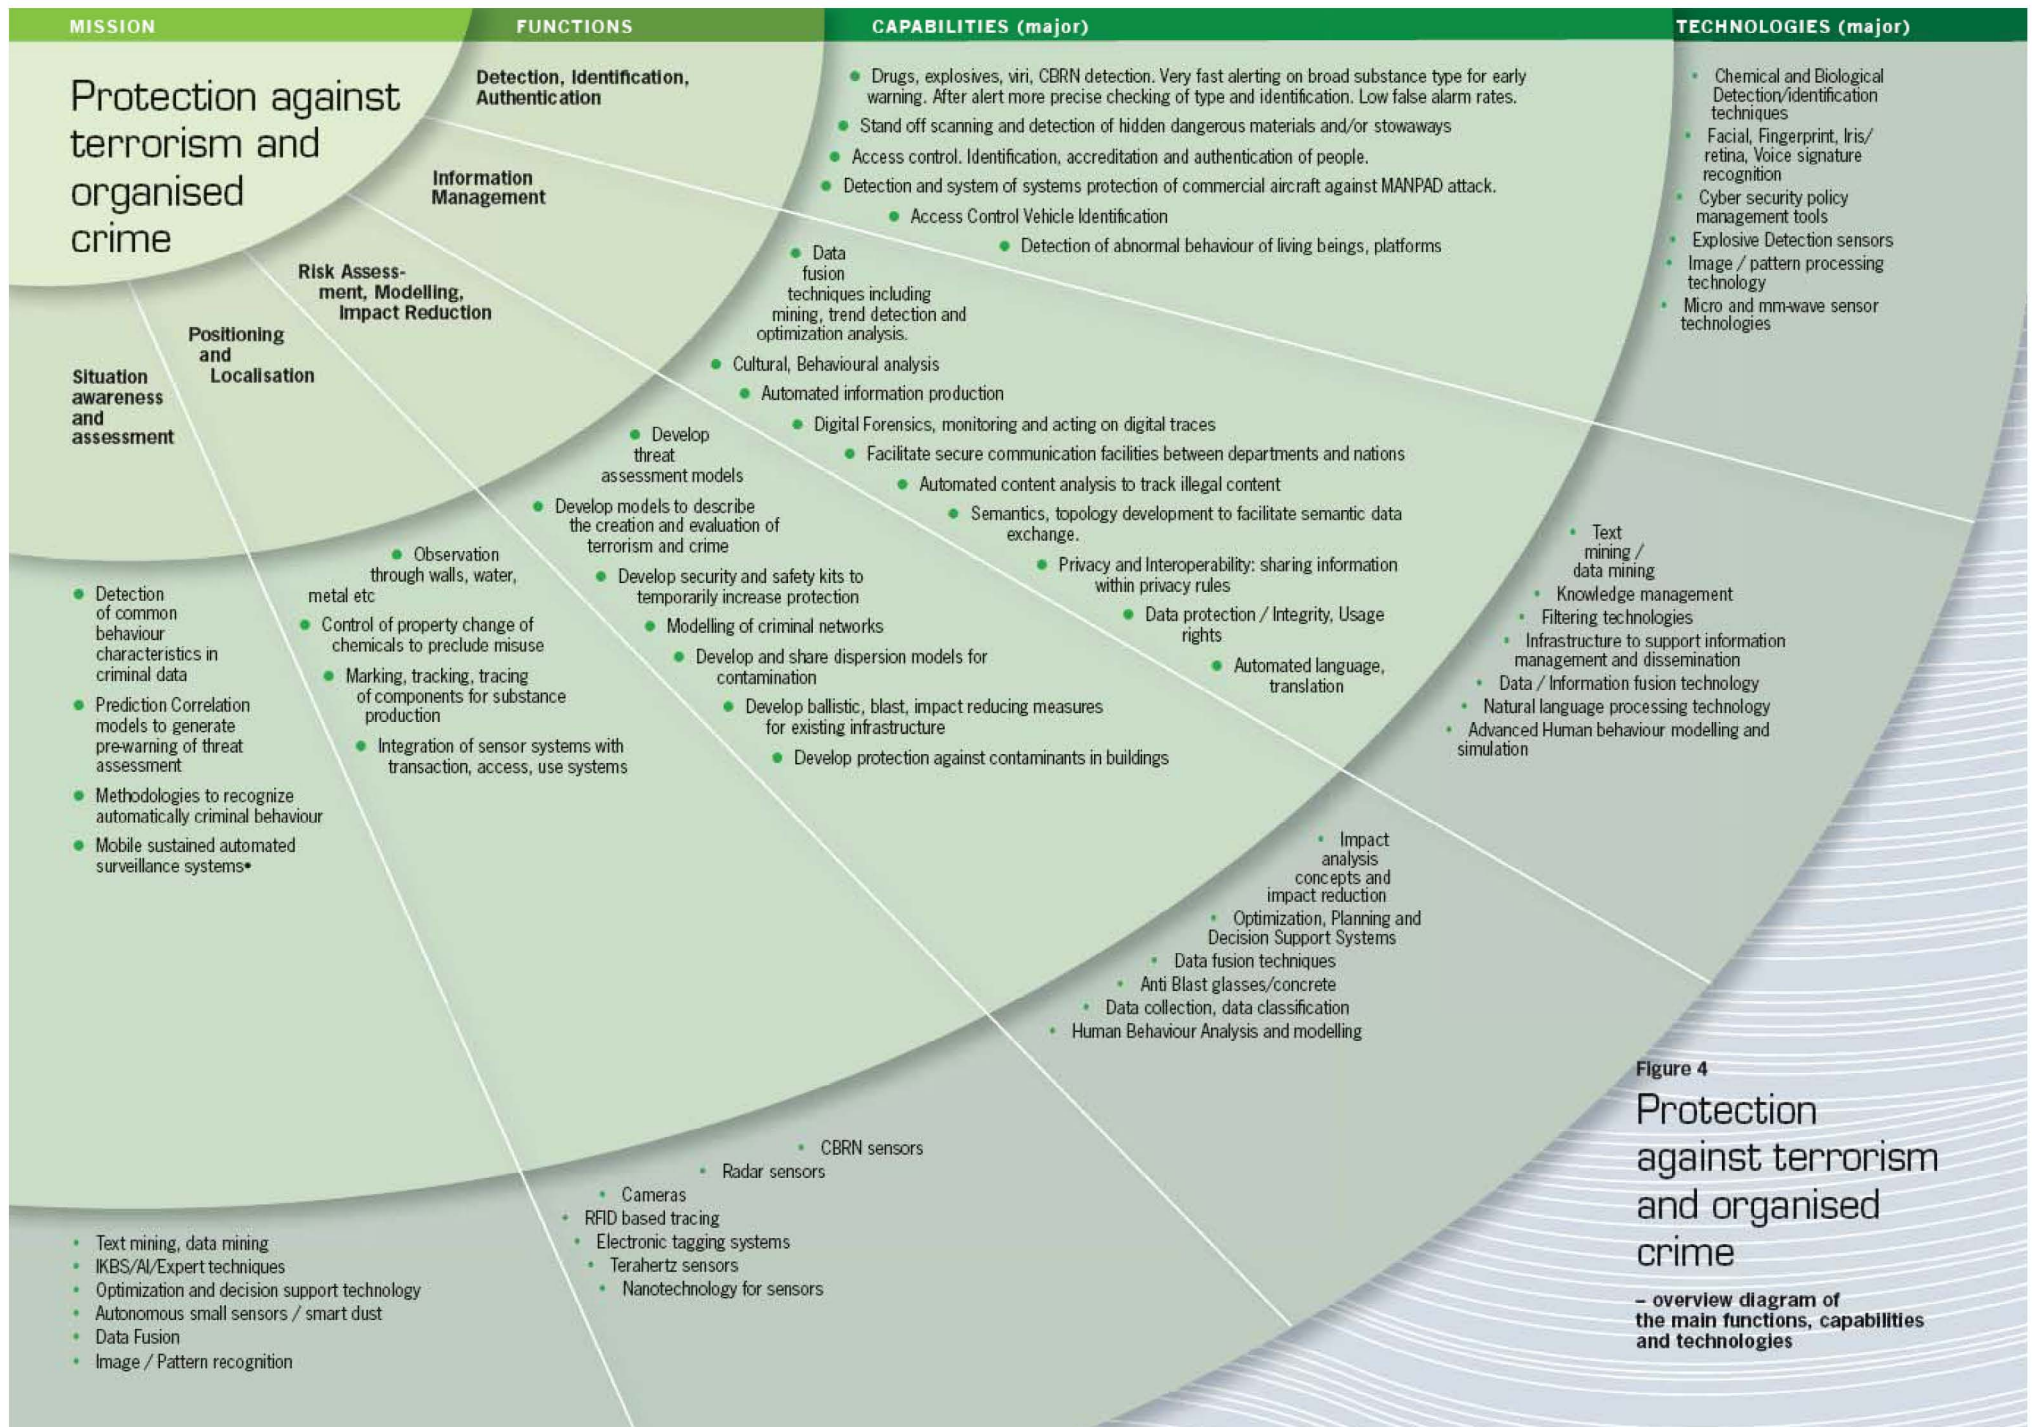 MISSION
FUNCTIONS
CAPABILITIES (major)
TECHNOLOGIES (major)
Protection against
terrorism and
organised
crime
Detection, Identification,
Authentication
Information
Management
Risk Assess-
ment, Modelling,
Impact Reduction
Positioning
and
Localisation
Situation
awareness
and
assessment
● Drugs, explosives, viri, CBRN detection. Very fast alerting on broad substance type for early
warning. After alert more precise checking of type and identification. Low false alarm rates.
● Stand off scanning and detection of hidden dangerous materials and/or stowaways
● Access control. Identification, accreditation and authentication of people.
● Detection and system of systems protection of commercial aircraft against MANPAD attack.
● Access Control Vehicle Identification
● Detection of abnormal behaviour of living beings, platforms
● Data
fusion
techniques including
mining, trend detection and
optimization analysis.
● Cultural, Behavioural analysis
● Automated information production
● Digital Forensics, monitoring and acting on digital traces
● Facilitate secure communication facilities between departments and nations
● Automated content analysis to track illegal content
● Semantics, topology development to facilitate semantic data
exchange.
● Privacy and Interoperability: sharing information
within privacy rules
● Data protection / Integrity, Usage
rights
● Automated language,
translation
● Develop
threat
assessment models
● Develop models to describe
the creation and evaluation of
terrorism and crime
● Develop security and safety kits to
temporarily increase protection
● Modelling of criminal networks
● Develop and share dispersion models for
contamination
● Develop ballistic, blast, impact reducing measures
for existing infrastructure
● Develop protection against contaminants in buildings
● Observation
through walls, water,
metal etc
● Control of property change of
chemicals to preclude misuse
● Marking, tracking, tracing
of components for substance
production
● Integration of sensor systems with
transaction, access, use systems
● Detection
of common
behaviour
characteristics in
criminal data
● Prediction Correlation
models to generate
pre-warning of threat
assessment
● Methodologies to recognize
automatically criminal behaviour
● Mobile sustained automated
surveillance systems•
• Chemical and Biological
Detection/identification
techniques
• Facial, Fingerprint, Iris/
retina, Voice signature
recognition
• Cyber security policy
management tools
• Explosive Detection sensors
• Image / pattern processing
technology
• Micro and mm-wave sensor
technologies
• Text
mining /
data mining
• Knowledge management
• Filtering technologies
• Infrastructure to support information
management and dissemination
• Data / Information fusion technology
• Natural language processing technology
• Advanced Human behaviour modelling and
simulation
• Impact
analysis
concepts and
impact reduction
• Optimization, Planning and
Decision Support Systems
• Data fusion techniques
• Anti Blast glasses/concrete
• Data collection, data classification
• Human Behaviour Analysis and modelling
• CBRN sensors
• Radar sensors
• Cameras
• RFID based tracing
• Electronic tagging systems
• Terahertz sensors
• Nanotechnology for sensors
• Text mining, data mining
• IKBS/AI/Expert techniques
• Optimization and decision support technology
• Autonomous small sensors / smart dust
• Data Fusion
• Image / Pattern recognition
Figure 4
Protection
against terrorism
and organised
crime
– overview diagram of
the main functions, capabilities
and technologies